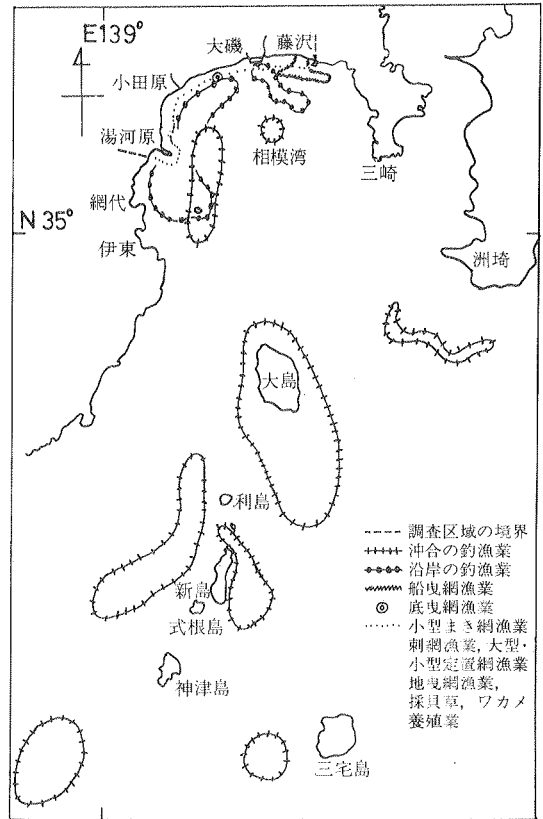 E139°
大磯
藤沢
小田原
湯河原
相模湾
三崎
網代
N35°
伊東
洲埼
大島
利島
新島
式根島
神津島
三宅島
調査区域の境界
沖合の釣漁業
沿岸の釣漁業
船曳網漁業
底曳網漁業
小型まき網漁業
刺網漁業,大型・
小型定置網漁業
地曳網漁業,
採貝草,ワカメ
養殖業